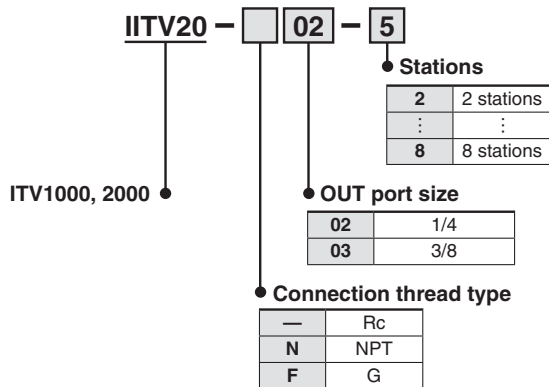 IITV20 – 02 – 5
Stations
2 2 stations
⋮ ⋮
8 8 stations
ITV1000, 2000
OUT port size
02 1/4
03 3/8
Connection thread type
— Rc
N NPT
F G